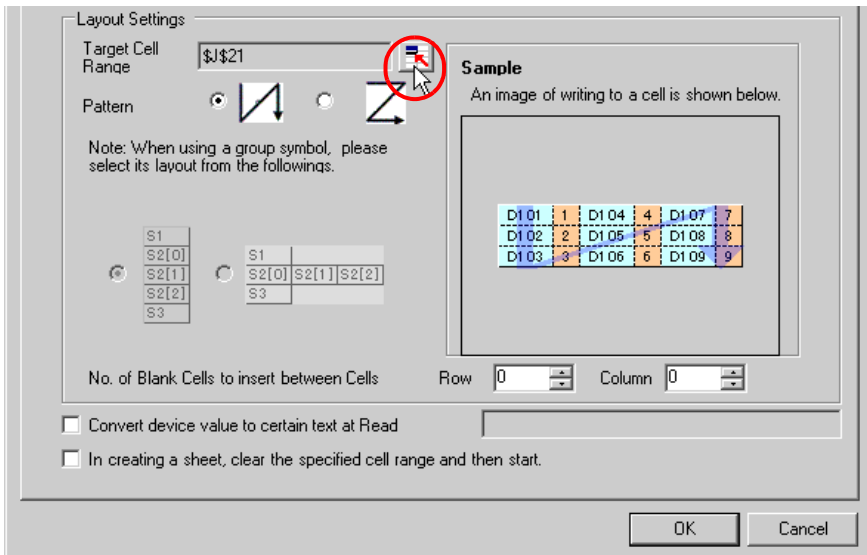 Layout Settings
Target Cell
Range
$J$21
Pattern
Note: When using a group symbol, please
select its layout from the followings.
S1
S2[0]
S2[1]
S2[2]
S3
S1
S2[0] S2[1] S2[2]
S3
Sample
An image of writing to a cell is shown below.
D101 1 D104 4 D107 7
D102 2 D105 5 D108 8
D103 3 D106 6 D109 9
No. of Blank Cells to insert between Cells Row 0 Column 0
Convert device value to certain text at Read
In creating a sheet, clear the specified cell range and then start.
OK Cancel